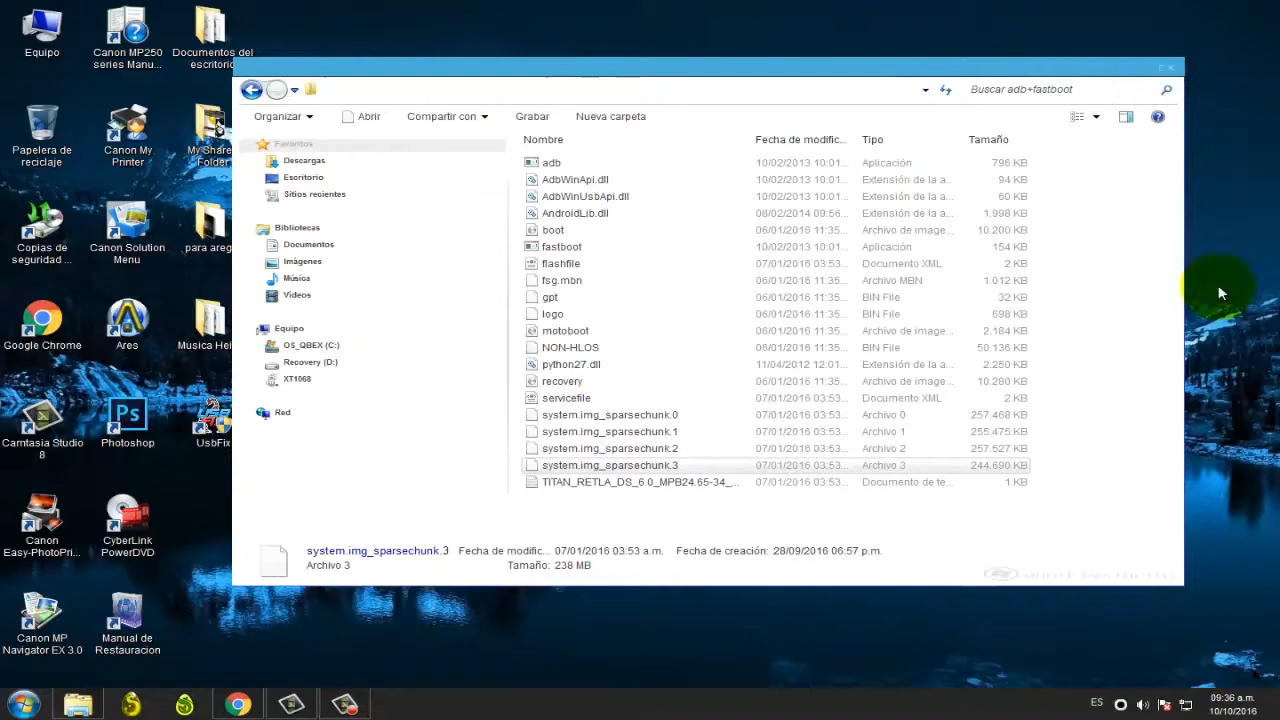 Equipo
Canon MP250
series Manu...
Documentos del
escritorio
Papelera de
reciclaje
Canon My
Printer
My Share
Folder
Copias de
seguridad ...
Canon Solution
Menu
Google Chrome
Ares
Camtasia Studio
8
Photoshop
UsbFix
Canon
Easy-PhotoPri...
CyberLink
PowerDVD
Canon MP
Navigator EX 3.0
Manual de
Restauracion
Buscar adb+fastboot
Organizar Abrir Compartir con Grabar Nueva carpeta
Favoritos
Descargas
Escritorio
Sitios recientes
Bibliotecas
Documentos
Imágenes
Música
Vídeos
Equipo
OS_QBEX (C:)
Recovery (D:)
XT1068
Red
Nombre Fecha de modific... Tipo Tamaño
adb 10/02/2013 10:01... Aplicación 796 KB
AdbWinApi.dll 10/02/2013 10:01... Extensión de la a... 94 KB
AdbWinUsbApi.dll 10/02/2013 10:01... Extensión de la a... 60 KB
AndroidLib.dll 08/02/2014 09:56... Extensión de la a... 1.998 KB
boot 06/01/2016 11:35... Archivo de image... 10.200 KB
fastboot 10/02/2013 10:01... Aplicación 154 KB
flashfile 07/01/2016 03:53... Documento XML 2 KB
fsg.mbn 06/01/2016 11:35... Archivo MBN 1.012 KB
gpt 06/01/2016 11:35... BIN File 32 KB
logo 06/01/2016 11:35... BIN File 698 KB
motoboot 06/01/2016 11:35... Archivo de image... 2.184 KB
NON-HLOS 06/01/2016 11:35... BIN File 50.136 KB
python27.dll 11/04/2012 12:01... Extensión de la a... 2.250 KB
recovery 06/01/2016 11:35... Archivo de image... 10.280 KB
servicefile 07/01/2016 03:53... Documento XML 2 KB
system.img_sparsechunk.0 07/01/2016 03:53... Archivo 0 257.468 KB
system.img_sparsechunk.1 07/01/2016 03:53... Archivo 1 255.475 KB
system.img_sparsechunk.2 07/01/2016 03:53... Archivo 2 257.527 KB
system.img_sparsechunk.3 07/01/2016 03:53... Archivo 3 244.690 KB
TITAN_RETLA_DS_6.0_MPB24.65-34_... 07/01/2016 03:53... Documento de te... 1 KB
system.img_sparsechunk.3 Fecha de modific... 07/01/2016 03:53 a.m. Fecha de creación: 28/09/2016 06:57 p.m.
Archivo 3 Tamaño: 238 MB
ES
09:36 a.m.
10/10/2016